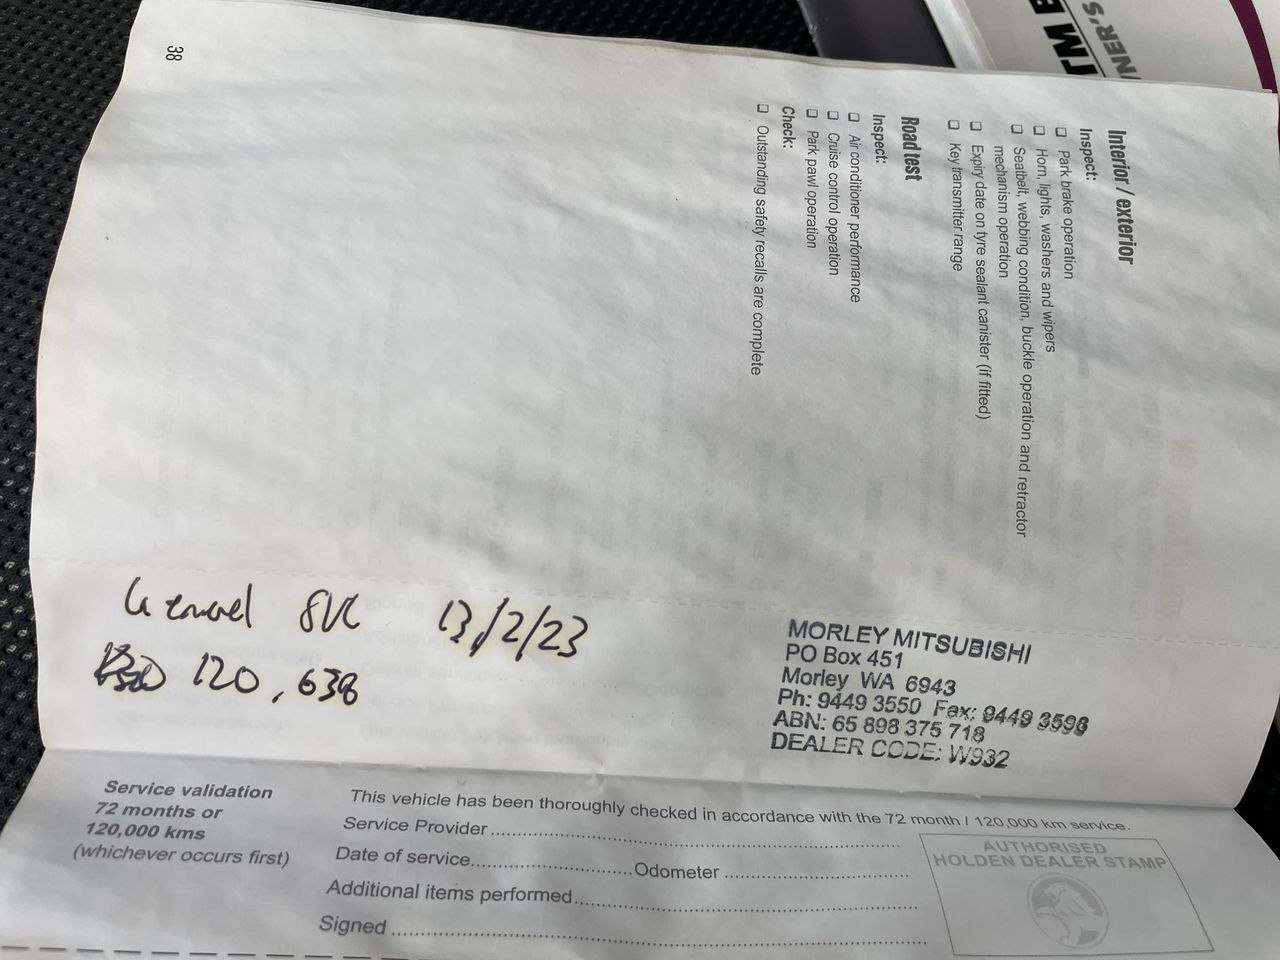 38
Interior / exterior
Inspect:
❑ Park brake operation
❑ Horn, lights, washers and wipers
❑ Seatbelt, webbing condition, buckle operation and retractor
mechanism operation
❑ Expiry date on tyre sealant canister (if fitted)
❑ Key transmitter range
Road test
Inspect:
❑ Air conditioner performance
❑ Cruise control operation
❑ Park pawl operation
Check:
❑ Outstanding safety recalls are complete
General SVC 13/2/23
120,638
MORLEY MITSUBISHI
PO Box 451
Morley WA 6943
Ph: 9449 3550 Fax: 9449 3598
ABN: 65 898 375 718
DEALER CODE: W932
Service validation
72 months or
120,000 kms
(whichever occurs first)
This vehicle has been thoroughly checked in accordance with the 72 month / 120,000 km service.
Service Provider
Date of service Odometer
Additional items performed
Signed
AUTHORISED
HOLDEN DEALER STAMP